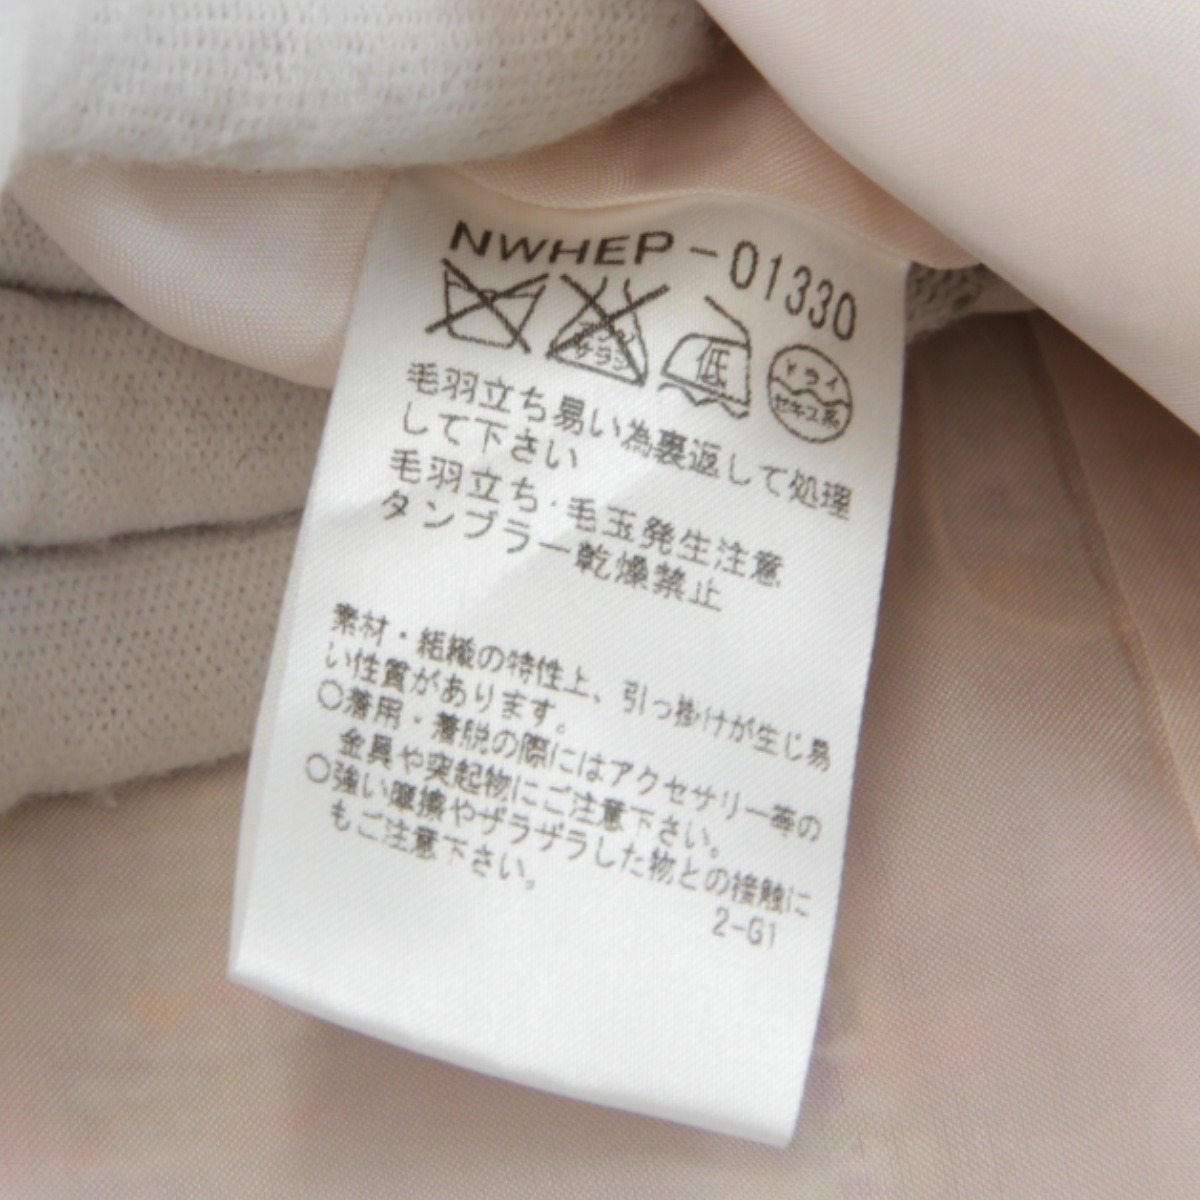 NWHEP-01330
エンソ
サラシ
低
ドライ
セキユ系
毛羽立ち易い為裏返して処理
して下さい
毛羽立ち・毛玉発生注意
タンブラー乾燥禁止
素材・組織の特性上、引っ掛けが生じ易
い性質があります。
○着用・着脱の際にはアクセサリー等の
金具や突起物にご注意下さい。
○強い摩擦やザラザラした物との接触に
もご注意下さい。
2-G1